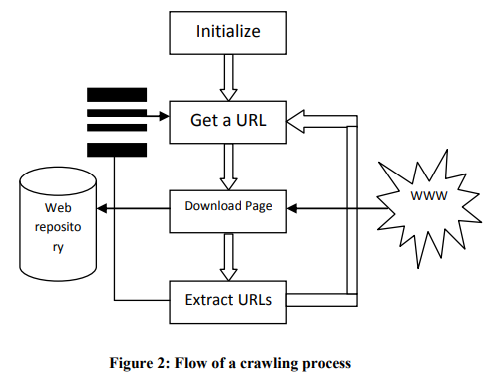 Initialize
Get a URL
Download Page
WWW
Web
reposito
ry
Extract URLs
Figure 2: Flow of a crawling process